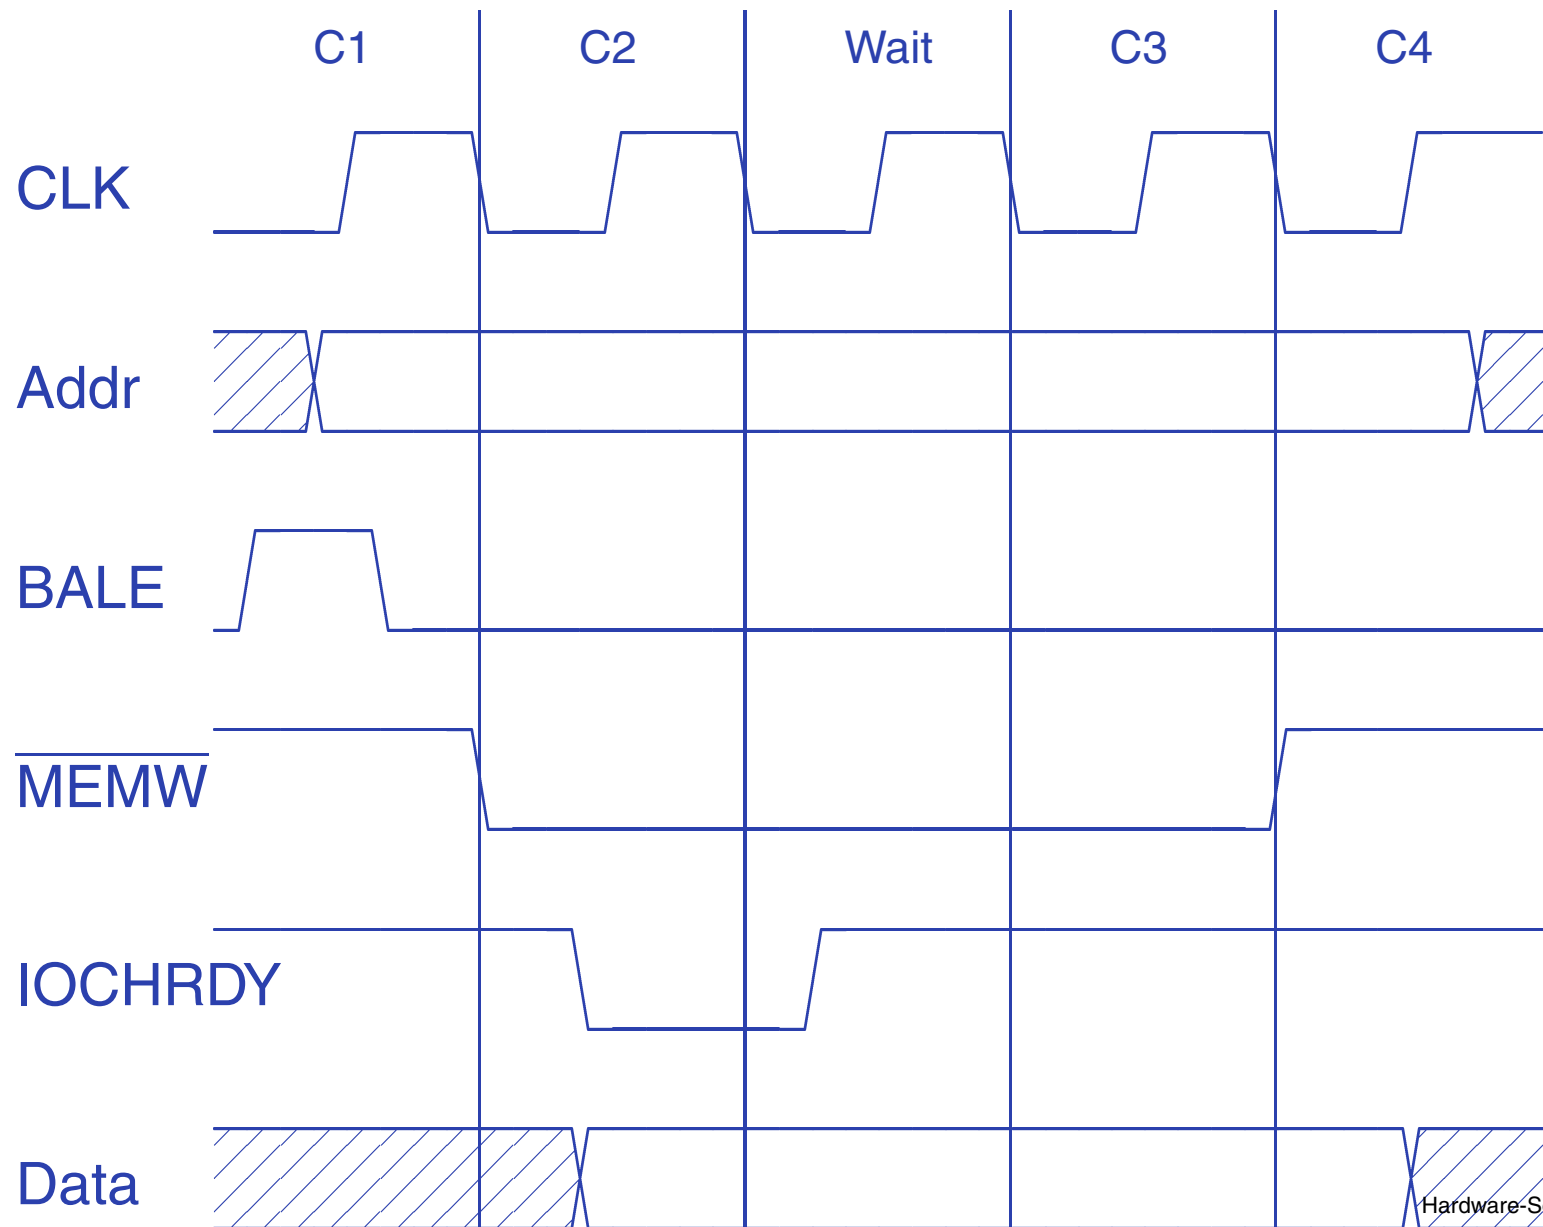 C1 C2 Wait C3 C4
CLK
Addr
BALE
MEMW
IOCHRDY
Data
Hardware-S